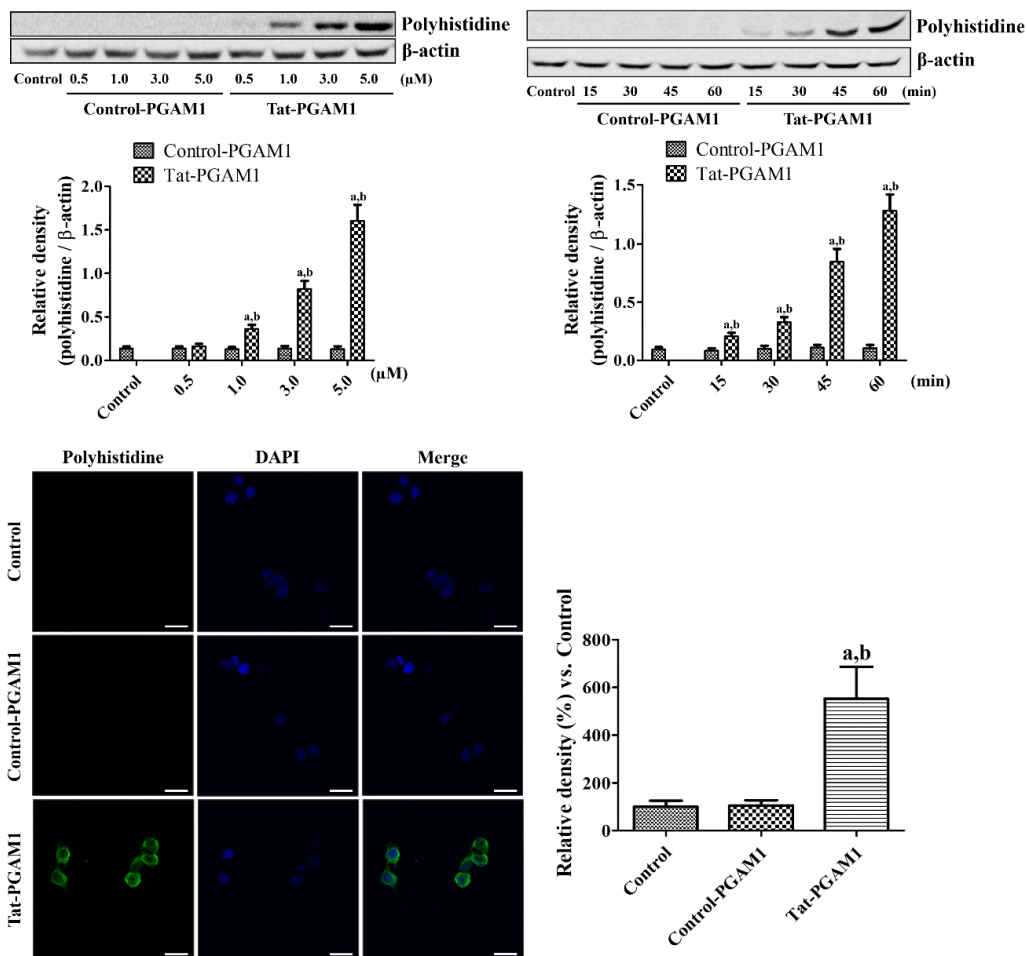 Polyhistidine
β-actin
Control 0.5 1.0 3.0 5.0 0.5 1.0 3.0 5.0 (µM)
Control-PGAM1 Tat-PGAM1
Control-PGAM1
Tat-PGAM1
Relative density
(polyhistidine / β-actin)
2.0
1.5
1.0
0.5
0.0
a,b
a,b
a,b
Control 0.5 1.0 3.0 5.0 (µM)
Polyhistidine
β-actin
Control 15 30 45 60 15 30 45 60 (min)
Control-PGAM1 Tat-PGAM1
Control-PGAM1
Tat-PGAM1
Relative density
(polyhistidine / β-actin)
1.5
1.0
0.5
0.0
a,b
a,b
a,b
a,b
Control 15 30 45 60 (min)
Polyhistidine DAPI Merge
Control
Control-PGAM1
Tat-PGAM1
Relative density (%) vs. Control
800
600
400
200
0
a,b
Control
Control-PGAM1
Tat-PGAM1